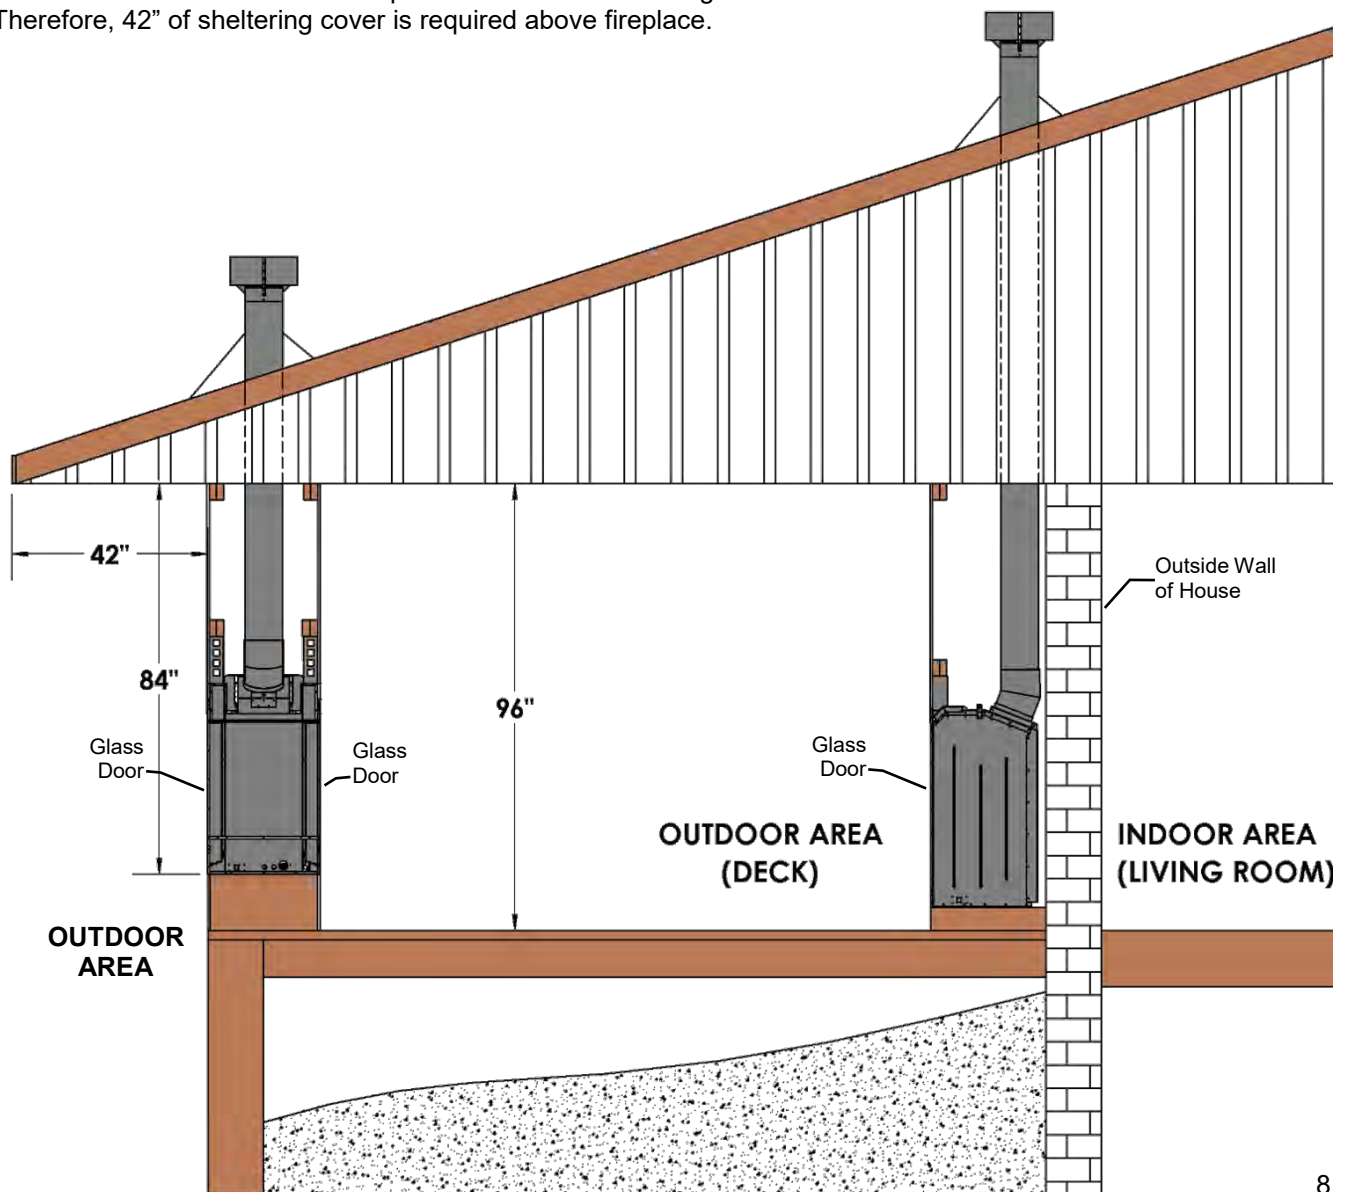 Therefore, 42” of sheltering cover is required above fireplace.
42"
84"
96"
Outside Wall
of House
Glass
Door
Glass
Door
Glass
Door
OUTDOOR AREA
(DECK)
INDOOR AREA
(LIVING ROOM)
OUTDOOR
AREA
8